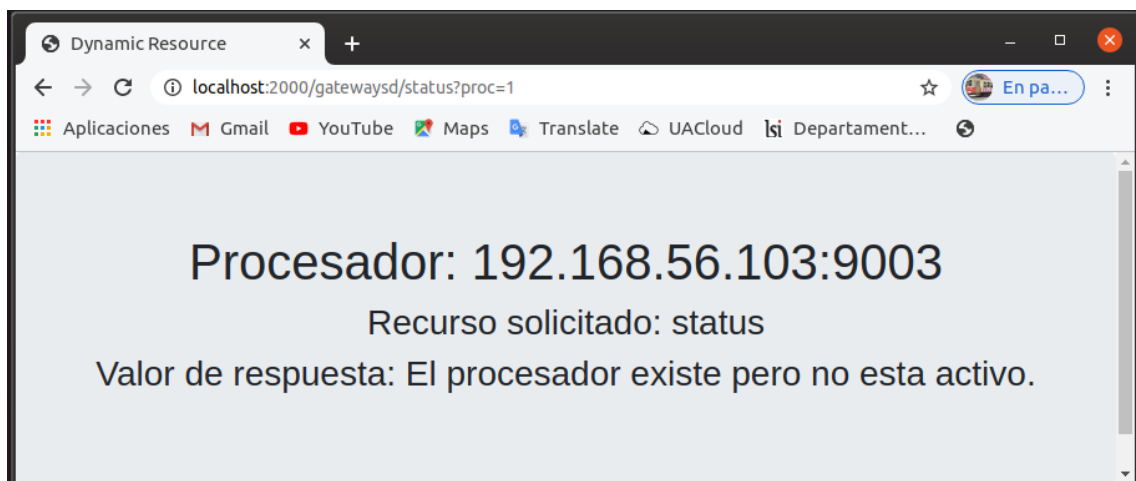 Dynamic Resource
localhost:2000/gatewaysd/status?proc=1
En pa...
Aplicaciones Gmail YouTube Maps Translate UACloud lsi Departament...
Procesador: 192.168.56.103:9003
Recurso solicitado: status
Valor de respuesta: El procesador existe pero no esta activo.